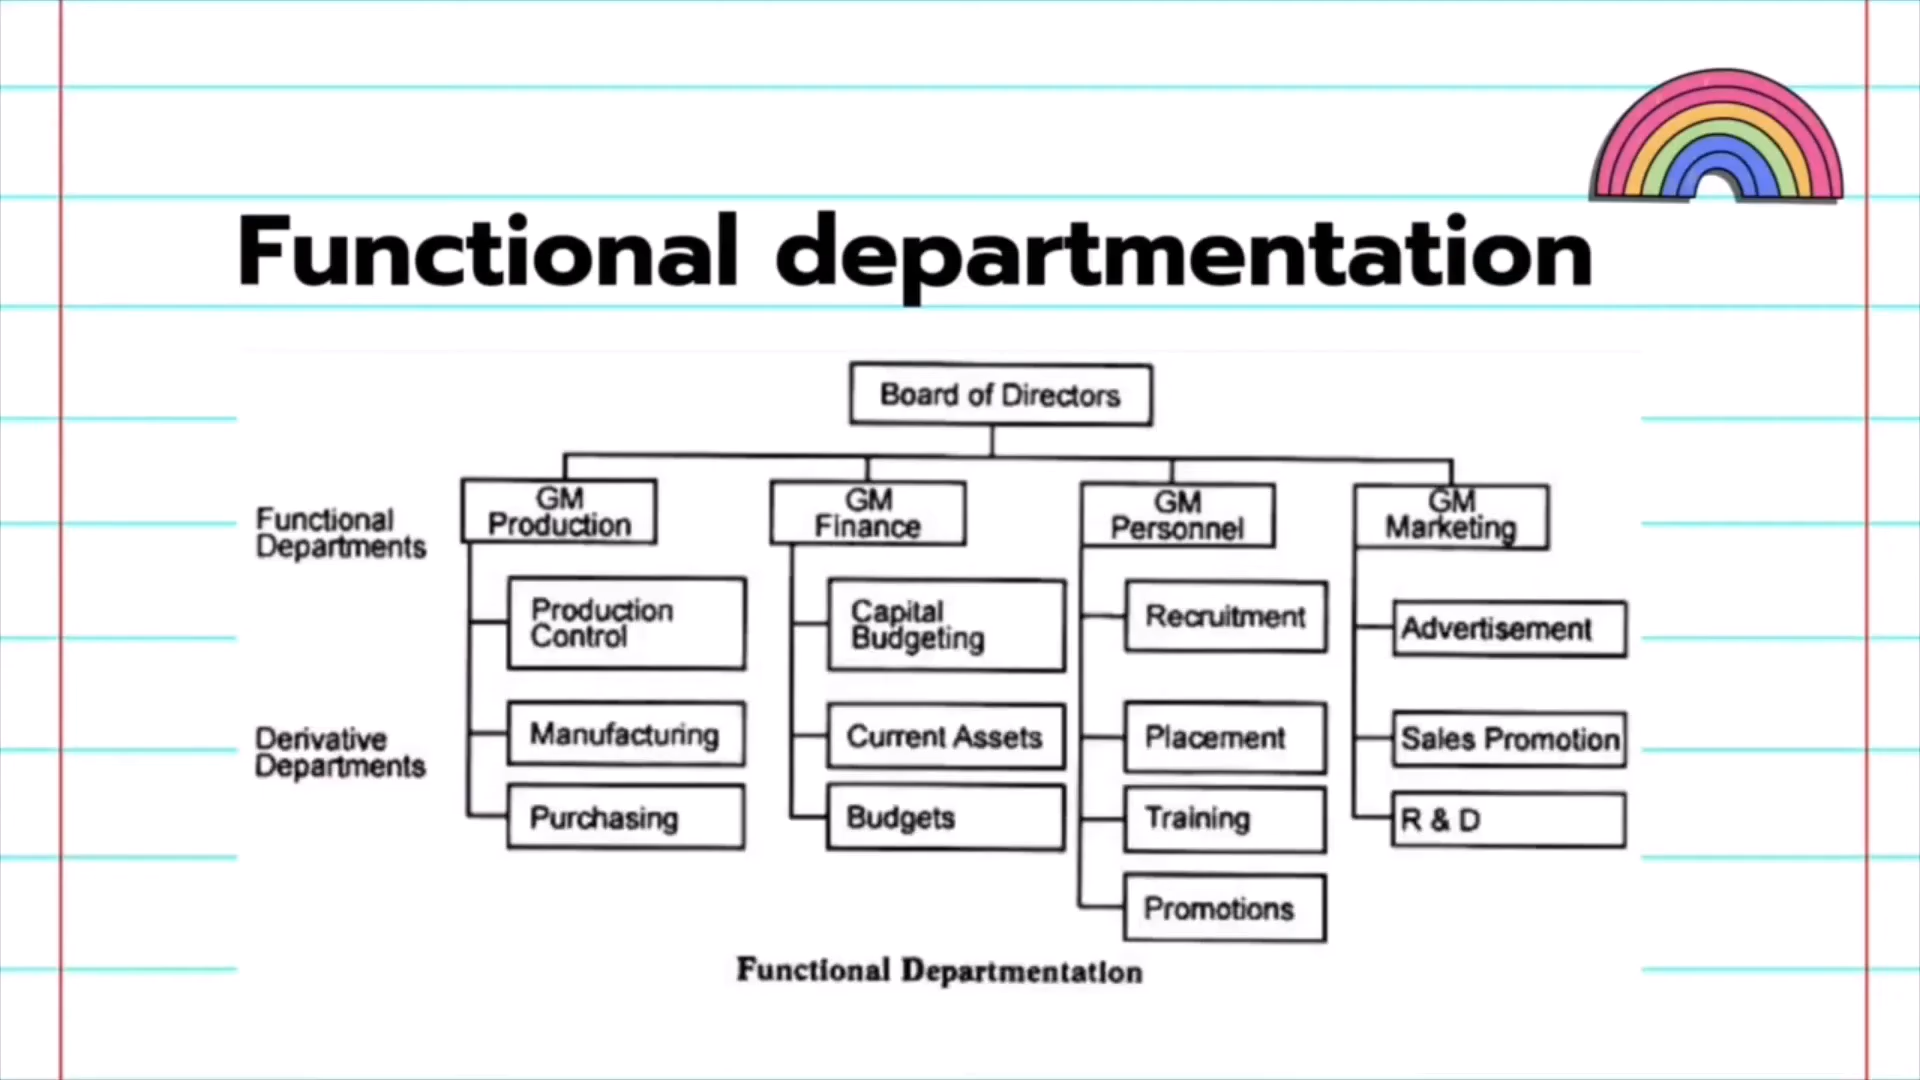 Functional departmentation
Board of Directors
GM
Production
GM
Finance
GM
Personnel
GM
Marketing
Functional
Departments
Production
Control
Capital
Budgeting
Recruitment
Advertisement
Derivative
Departments
Manufacturing
Current Assets
Placement
Sales Promotion
Purchasing
Budgets
Training
R & D
Promotions
Functional Departmentation